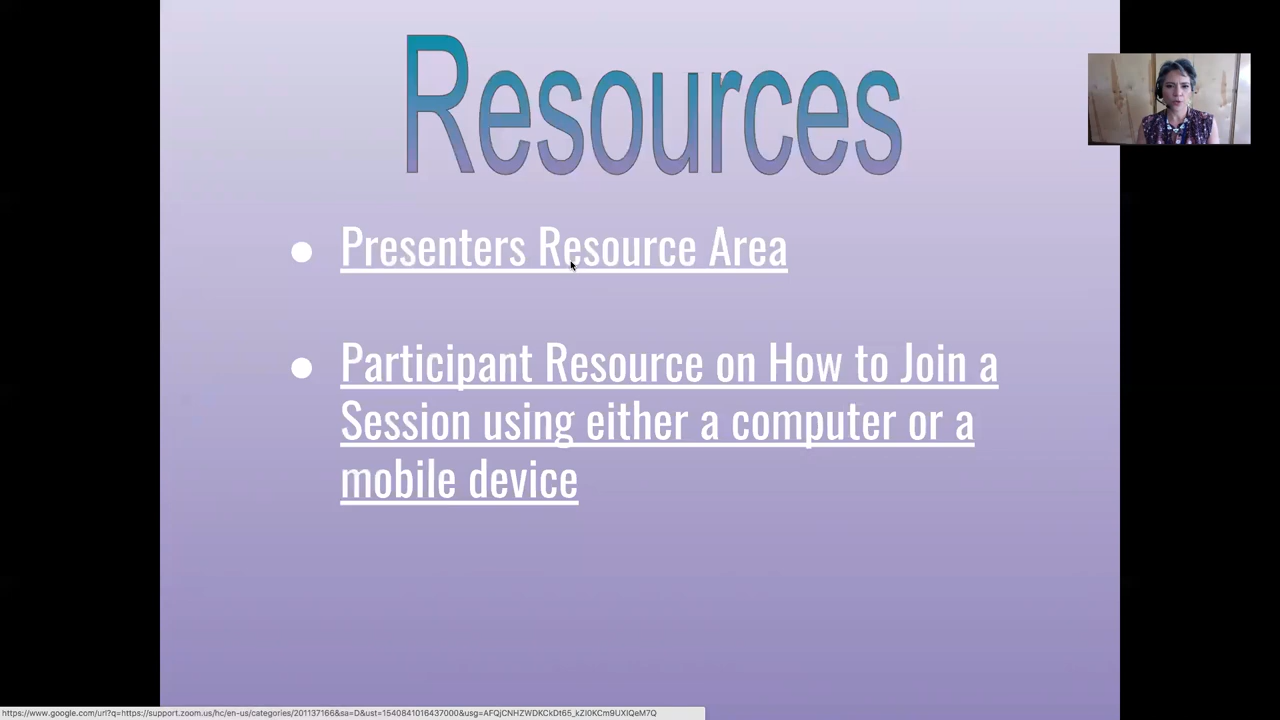 Resources
Presenters Resource Area
Participant Resource on How to Join a
Session using either a computer or a
mobile device
https://www.google.com/url?q=https://support.zoom.us/hc/en-us/categories/201137166&sa=D&ust=1540841016437000&usg=AFQjCNHZWDKCkDt65_kZI0KCm9UXIQeM7Q